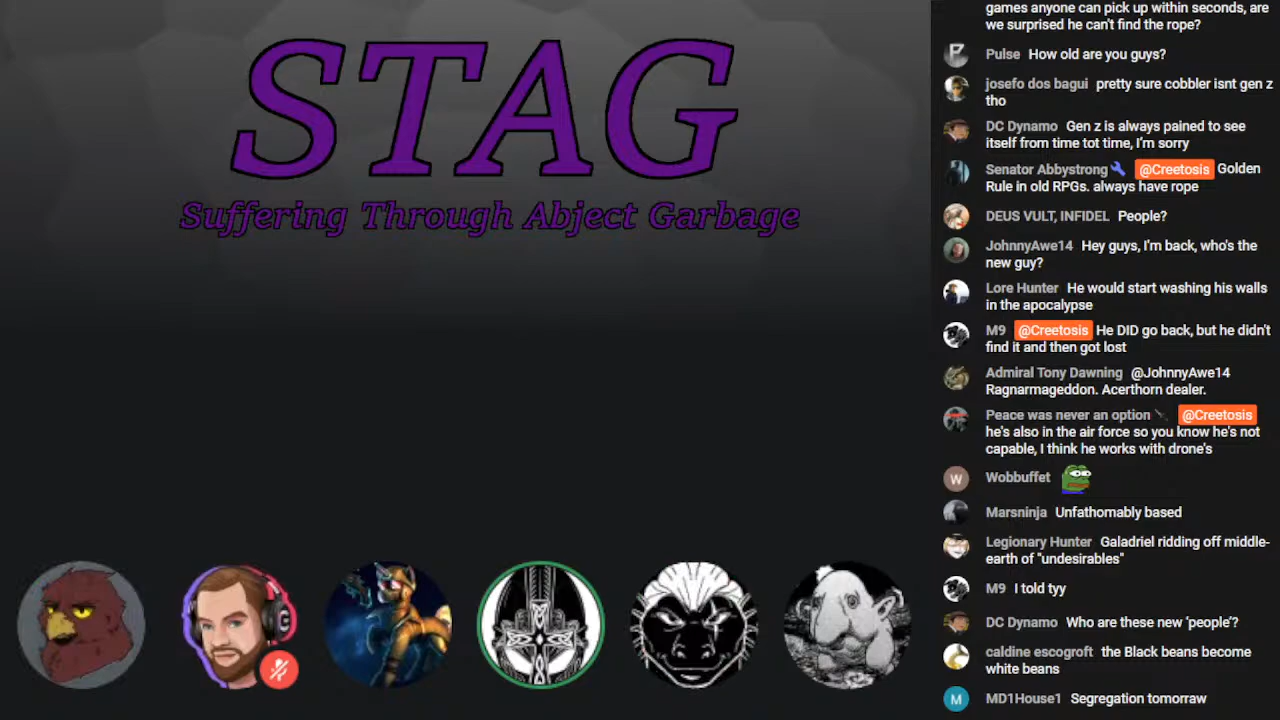 STAG
Suffering Through Abject Garbage
games anyone can pick up within seconds, are
we surprised he can't find the rope?
Pulse How old are you guys?
josefo dos bagui pretty sure cobbler isnt gen z
tho
DC Dynamo Gen z is always pained to see
itself from time tot time, I'm sorry
Senator Abbystrong @Creetosis Golden
Rule in old RPGs. always have rope
DEUS VULT, INFIDEL People?
JohnnyAwe14 Hey guys, I'm back, who's the
new guy?
Lore Hunter He would start washing his walls
in the apocalypse
M9 @Creetosis He DID go back, but he didn't
find it and then got lost
Admiral Tony Dawning @JohnnyAwe14
Ragnarmageddon. Acerthorn dealer.
Peace was never an option @Creetosis
he's also in the air force so you know he's not
capable, I think he works with drone's
W Wobbuffet
Marsninja Unfathomably based
Legionary Hunter Galadriel ridding off middle-
earth of "undesirables"
M9 I told tyy
DC Dynamo Who are these new ‘people’?
caldine escogroft the Black beans become
white beans
M MD1House1 Segregation tomorraw